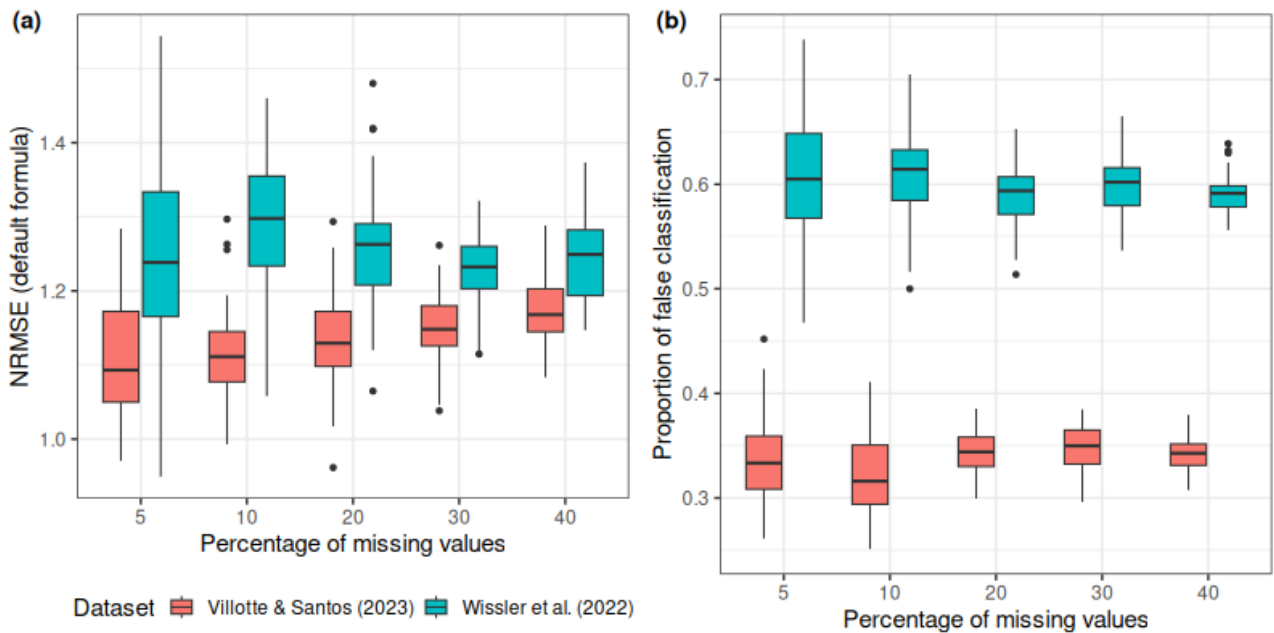 (a)
NRMSE (default formula)
1.4
1.2
1.0
5 10 20 30 40
Percentage of missing values
(b)
Proportion of false classification
0.7
0.6
0.5
0.4
0.3
5 10 20 30 40
Percentage of missing values
Dataset Villotte & Santos (2023) Wissler et al. (2022)